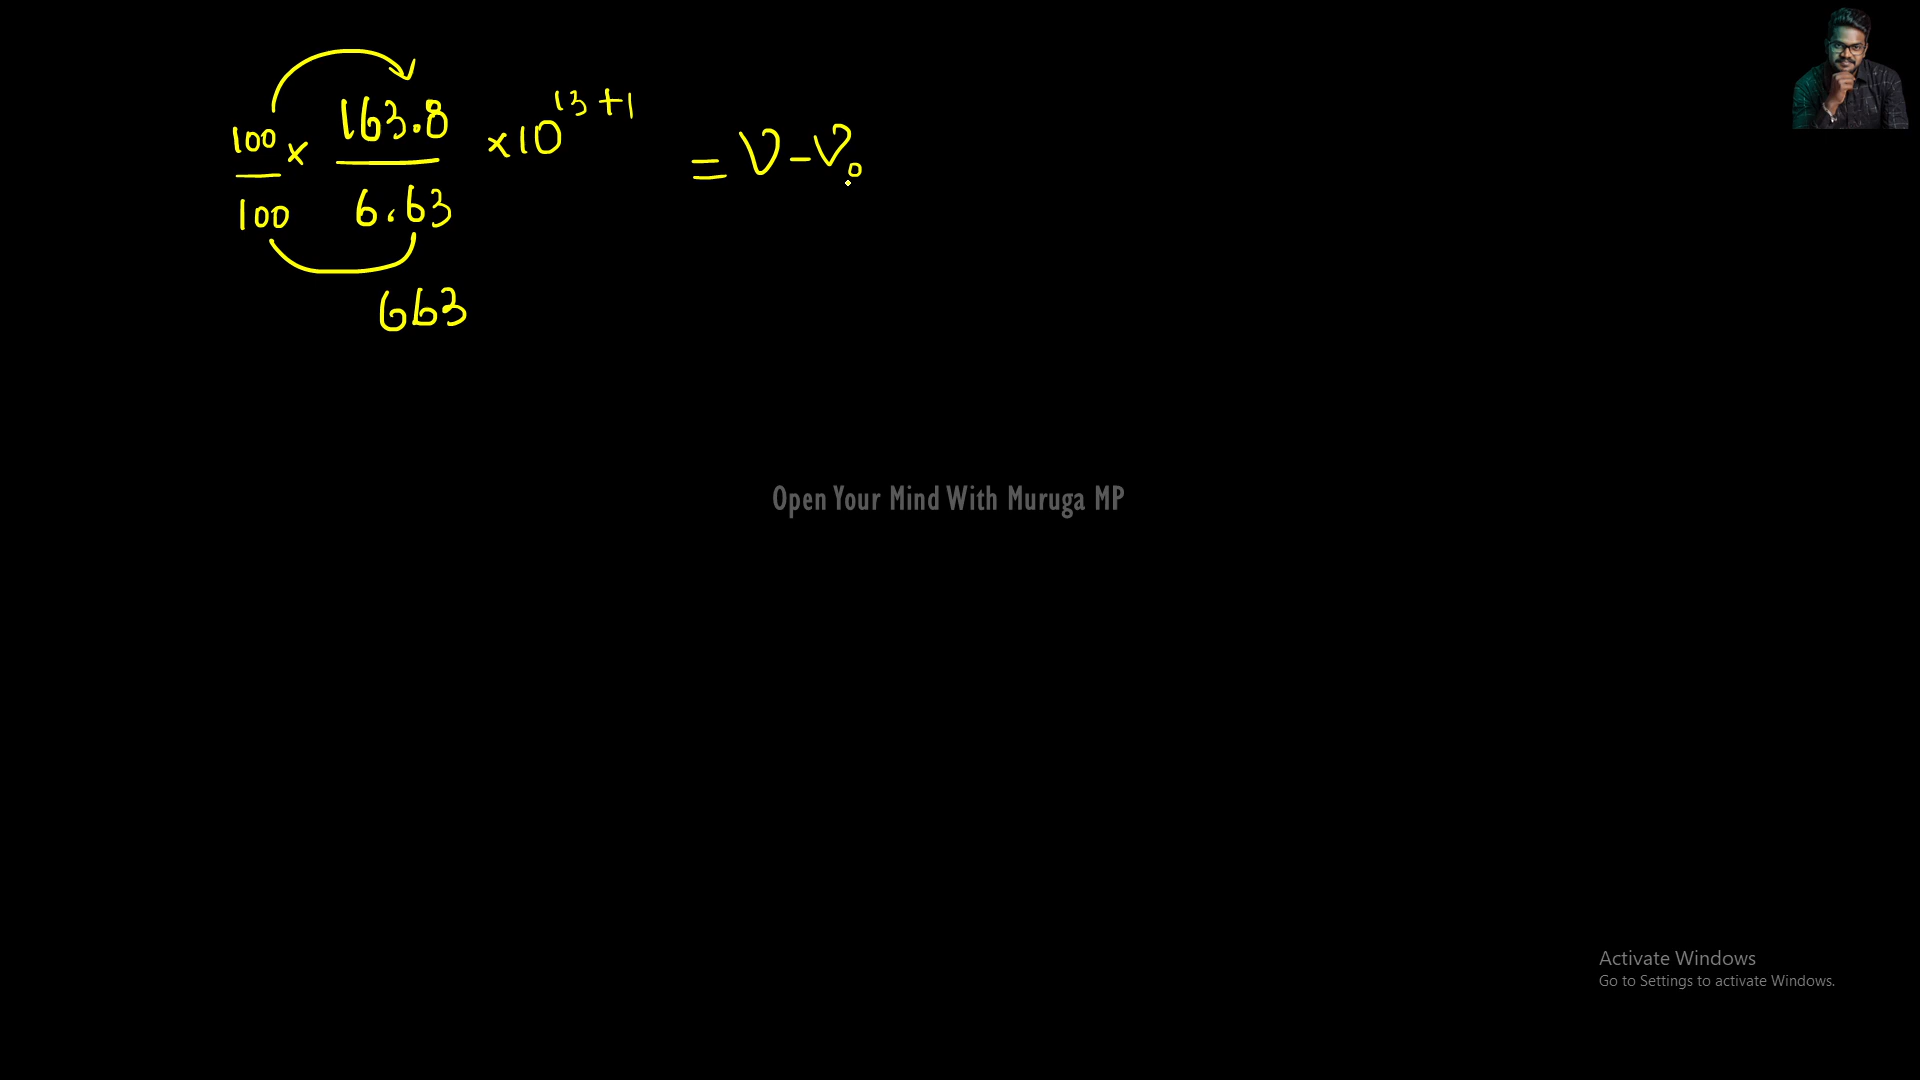 100/100 × 163.8/6.63 ×10^13+1 = ν-ν₀
663
Open Your Mind With Muruga MP
Activate Windows
Go to Settings to activate Windows.